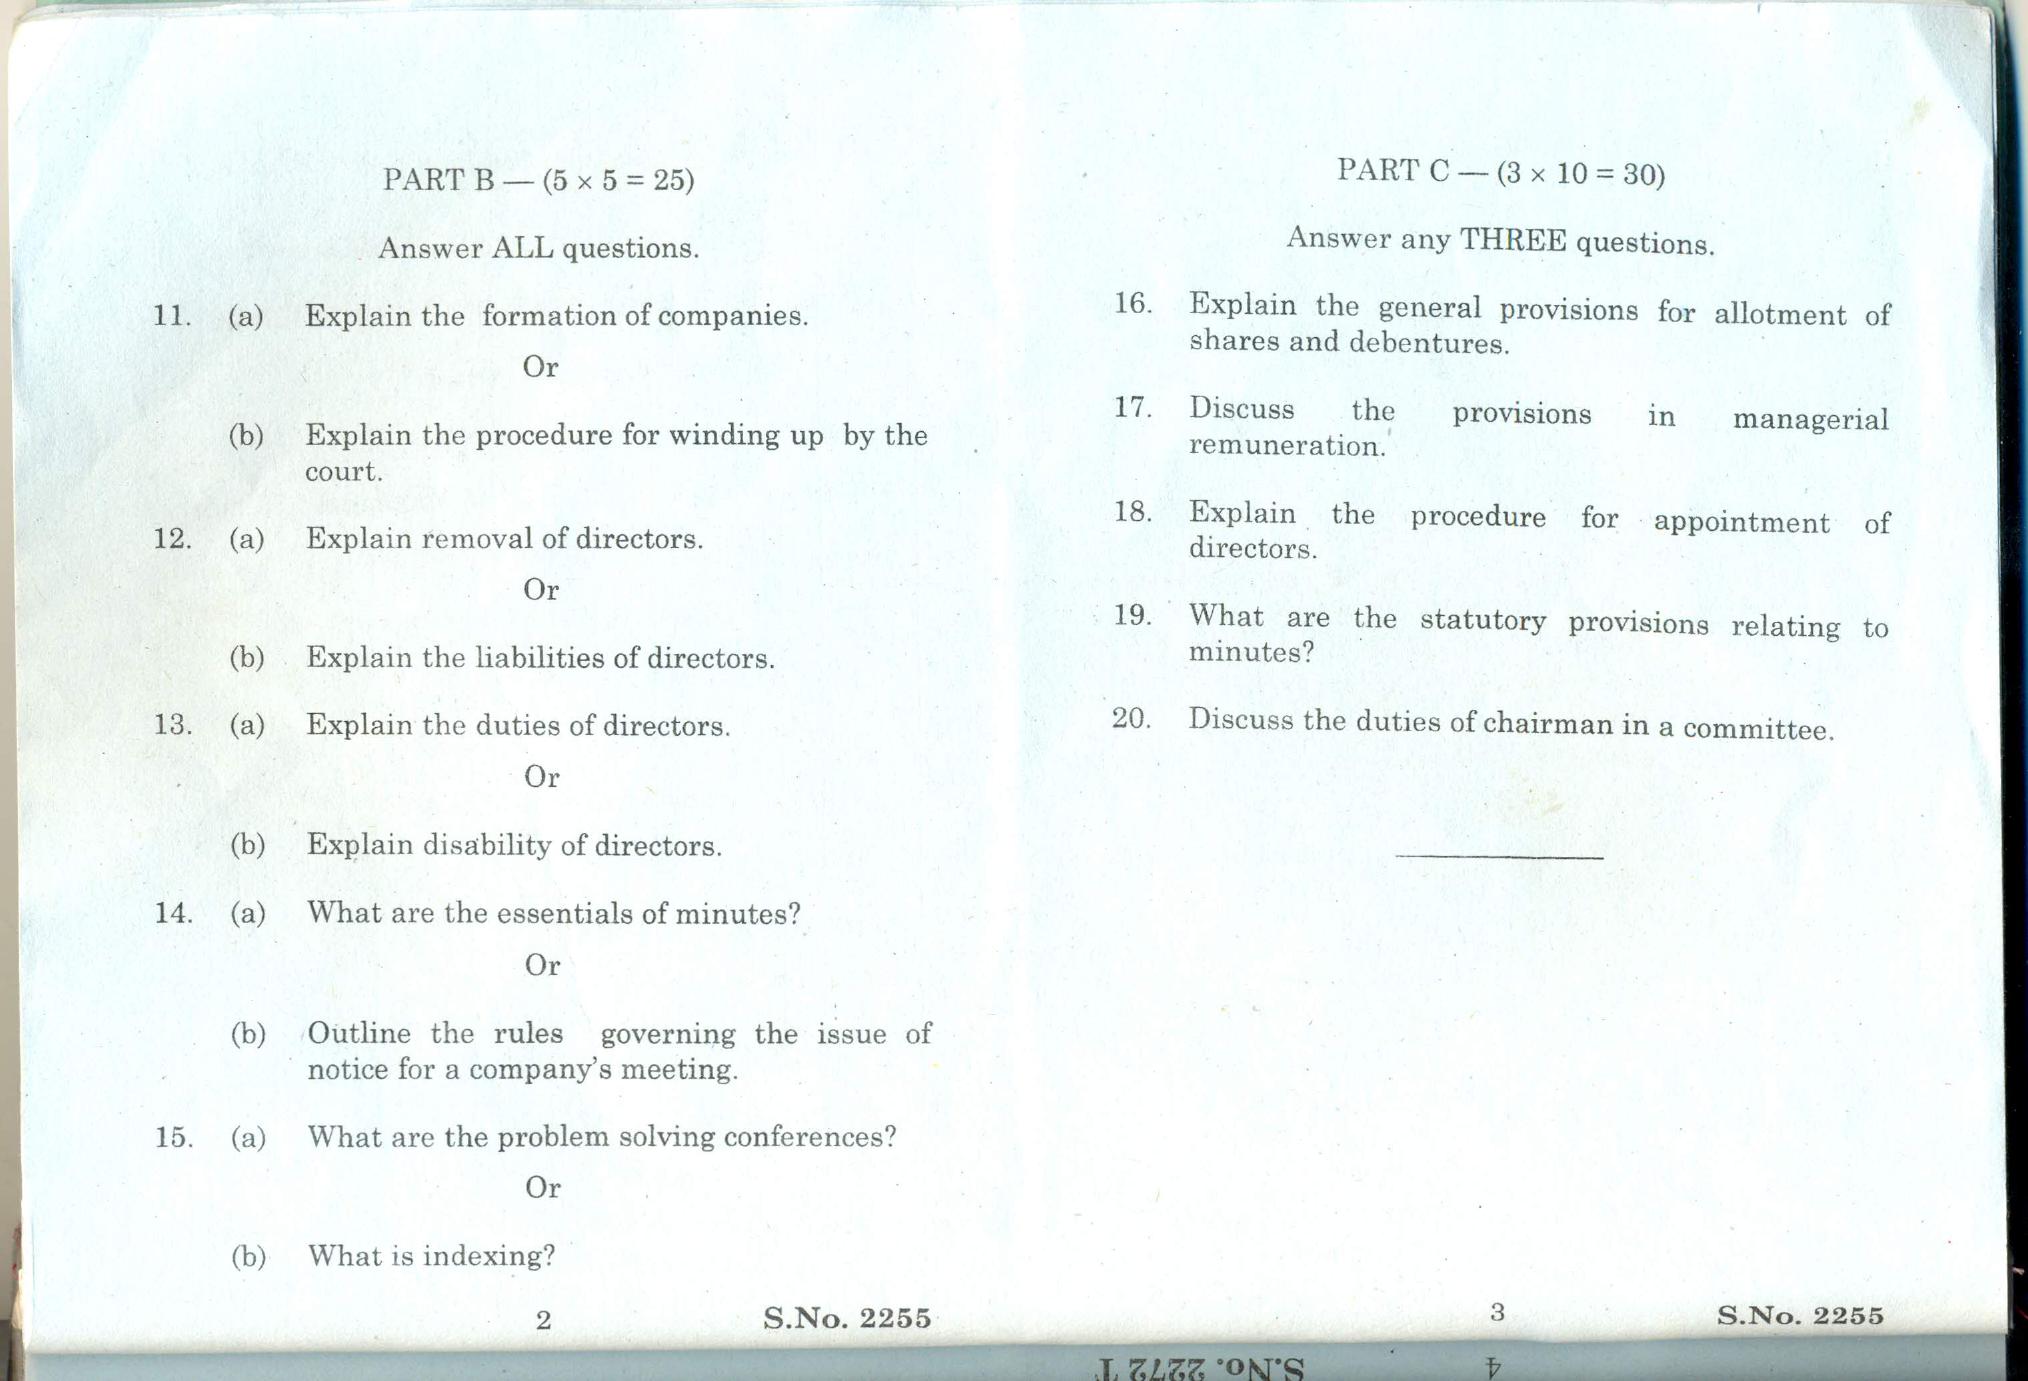 PART B — (5 × 5 = 25)
Answer ALL questions.
11. (a) Explain the formation of companies.
Or
(b) Explain the procedure for winding up by the
court.
12. (a) Explain removal of directors.
Or
(b) Explain the liabilities of directors.
13. (a) Explain the duties of directors.
Or
(b) Explain disability of directors.
14. (a) What are the essentials of minutes?
Or
(b) Outline the rules governing the issue of
notice for a company's meeting.
15. (a) What are the problem solving conferences?
Or
(b) What is indexing?
2 S.No. 2255
PART C — (3 × 10 = 30)
Answer any THREE questions.
16. Explain the general provisions for allotment of
shares and debentures.
17. Discuss the provisions in managerial
remuneration.
18. Explain the procedure for appointment of
directors.
19. What are the statutory provisions relating to
minutes?
20. Discuss the duties of chairman in a committee.
3 S.No. 2255
4 S.No. 2272 T